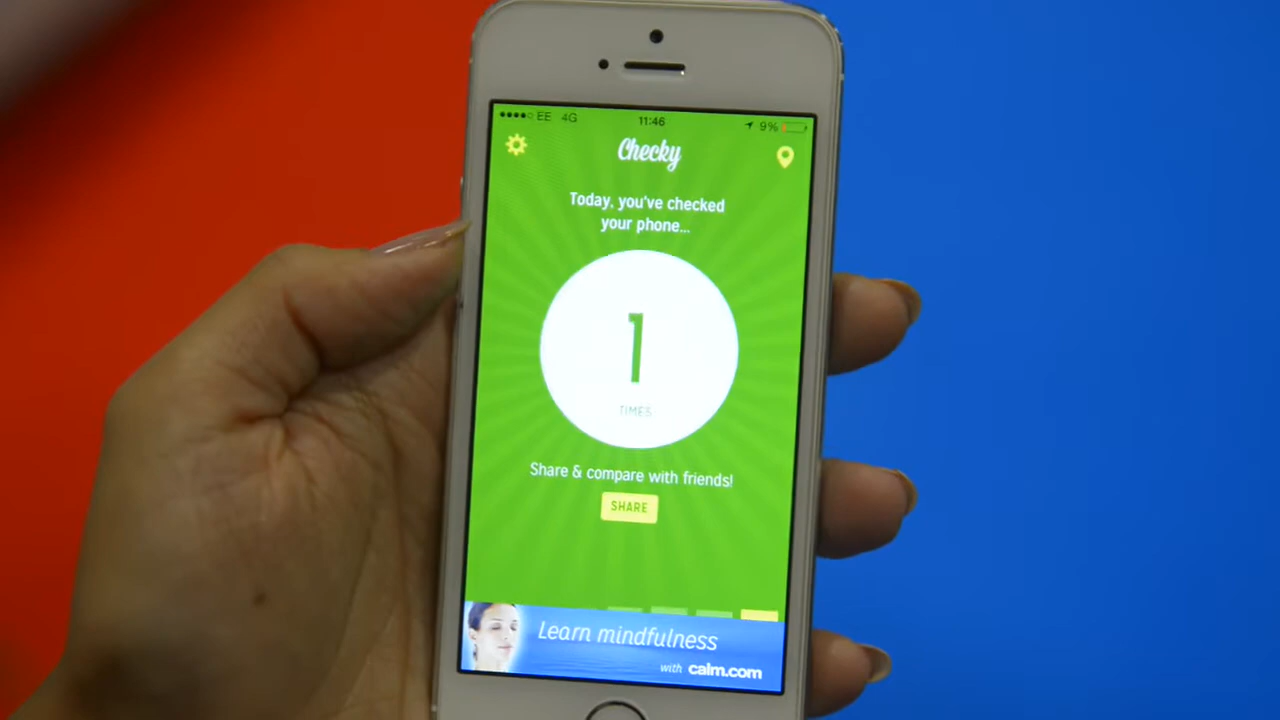 EE 4G 11:46 9%
Checky
Today, you've checked
your phone...
1
TIMES
Share & compare with friends!
SHARE
Learn mindfulness
with calm.com